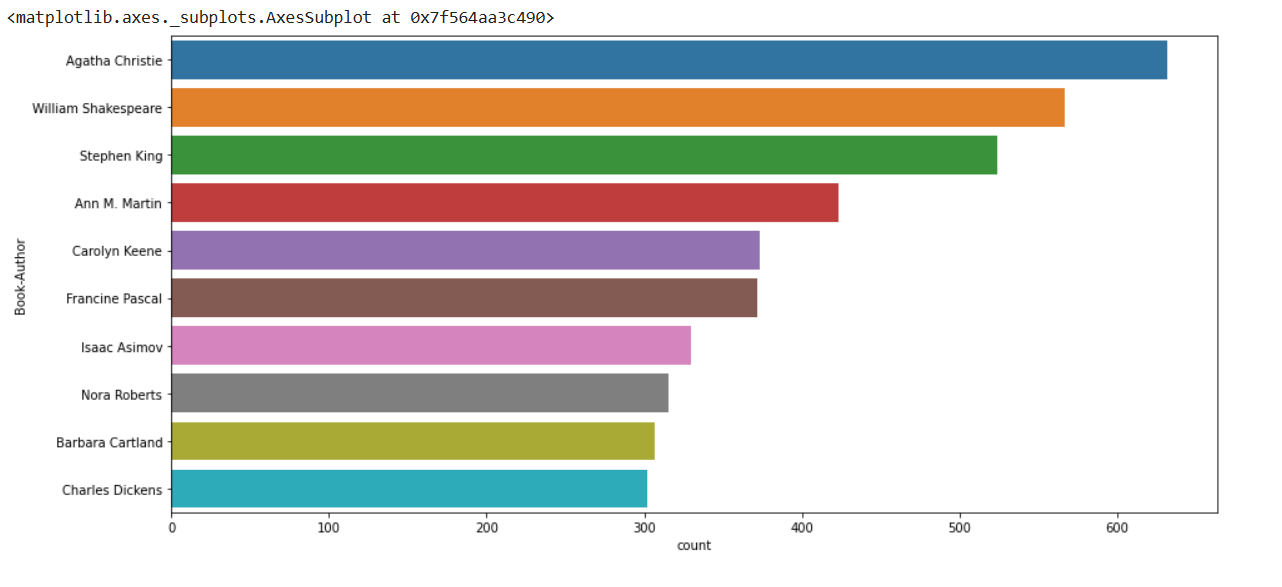 <matplotlib.axes._subplots.AxesSubplot at 0x7f564aa3c490>
Agatha Christie
William Shakespeare
Stephen King
Ann M. Martin
Carolyn Keene
Francine Pascal
Isaac Asimov
Nora Roberts
Barbara Cartland
Charles Dickens
Book-Author
0 100 200 300 400 500 600
count